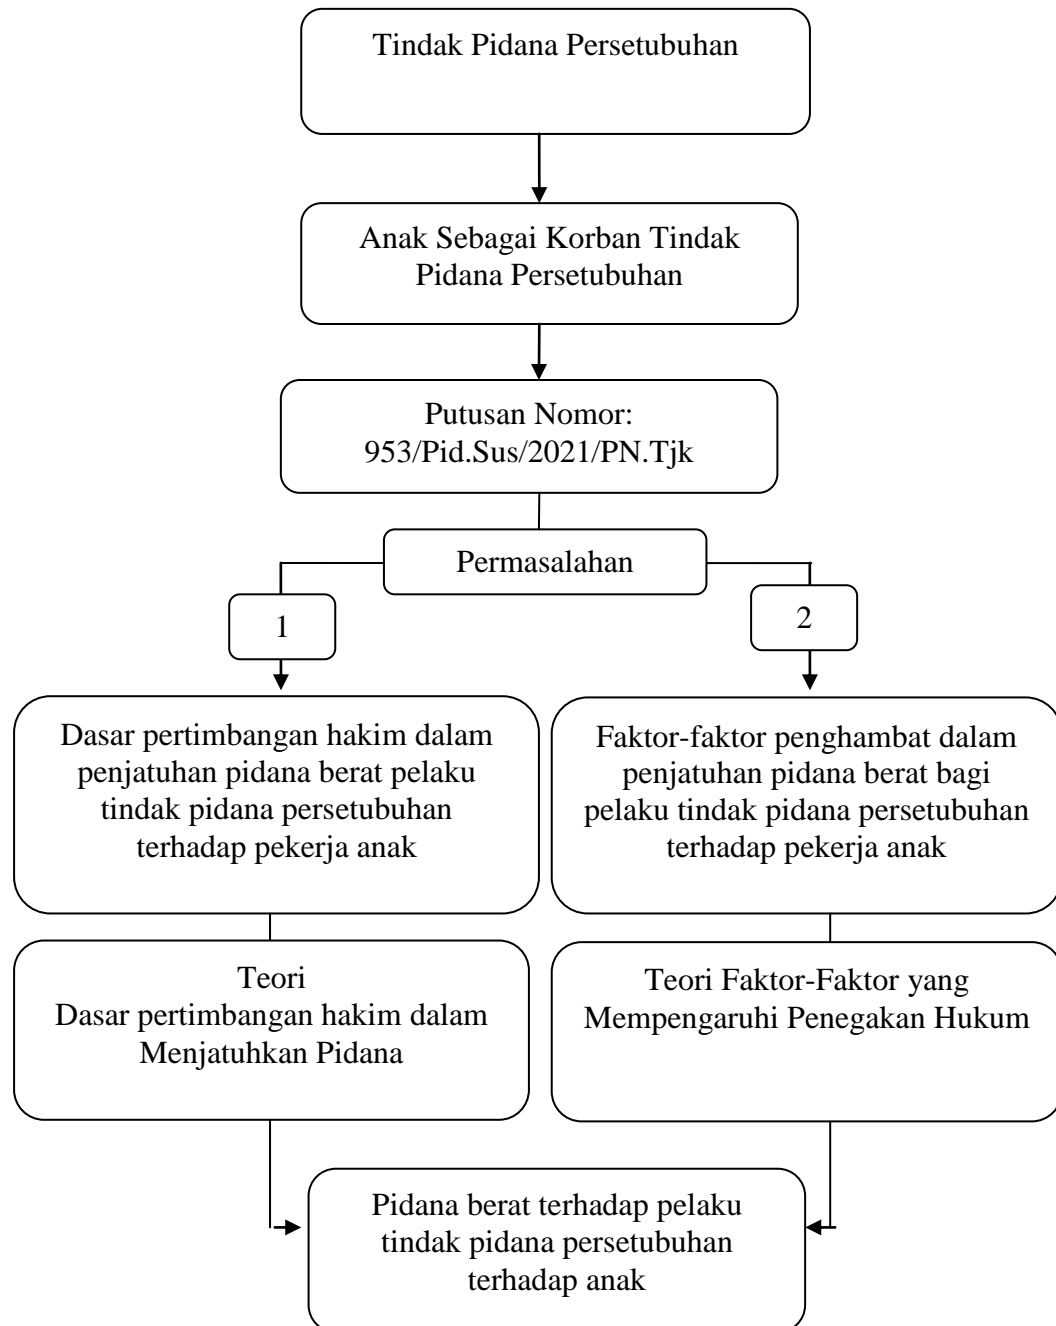 Tindak Pidana Persetubuhan
Anak Sebagai Korban Tindak
Pidana Persetubuhan
Putusan Nomor:
953/Pid.Sus/2021/PN.Tjk
Permasalahan
1
2
Dasar pertimbangan hakim dalam
penjatuhan pidana berat pelaku
tindak pidana persetubuhan
terhadap pekerja anak
Faktor-faktor penghambat dalam
penjatuhan pidana berat bagi
pelaku tindak pidana persetubuhan
terhadap pekerja anak
Teori
Dasar pertimbangan hakim dalam
Menjatuhkan Pidana
Teori Faktor-Faktor yang
Mempengaruhi Penegakan Hukum
Pidana berat terhadap pelaku
tindak pidana persetubuhan
terhadap anak